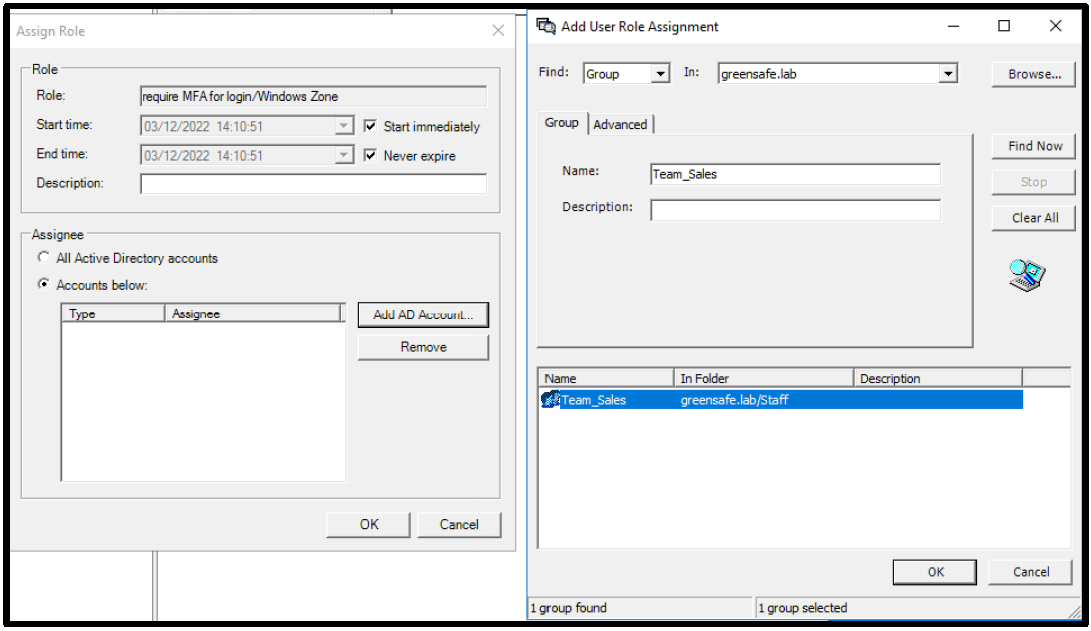 Assign Role
Role
Role:
require MFA for login/Windows Zone
Start time:
03/12/2022 14:10:51
Start immediately
End time:
03/12/2022 14:10:51
Never expire
Description:
Assignee
All Active Directory accounts
Accounts below:
Type Assignee
Add AD Account...
Remove
OK Cancel
Add User Role Assignment
Find: Group In: greensafe.lab Browse...
Group Advanced
Find Now
Name: Team_Sales
Stop
Description:
Clear All
Name In Folder Description
Team_Sales greensafe.lab/Staff
OK Cancel
1 group found 1 group selected